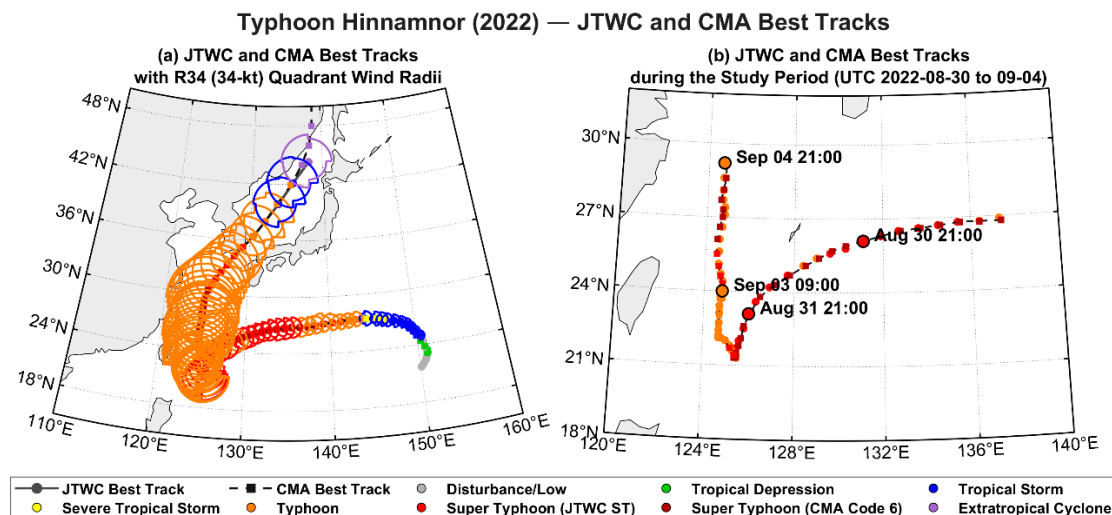 Typhoon Hinnamnor (2022) — JTWC and CMA Best Tracks
(a) JTWC and CMA Best Tracks
with R34 (34-kt) Quadrant Wind Radii
48°N
42°N
36°N
30°N
24°N
18°N
110°E
120°E
130°E
140°E
150°E
160°E
(b) JTWC and CMA Best Tracks
during the Study Period (UTC 2022-08-30 to 09-04)
30°N
27°N
24°N
21°N
18°N
120°E
124°E
128°E
132°E
136°E
140°E
Sep 04 21:00
Aug 30 21:00
Sep 03 09:00
Aug 31 21:00
JTWC Best Track CMA Best Track Disturbance/Low Tropical Depression Tropical Storm
Severe Tropical Storm Typhoon Super Typhoon (JTWC ST) Super Typhoon (CMA Code 6) Extratropical Cyclone